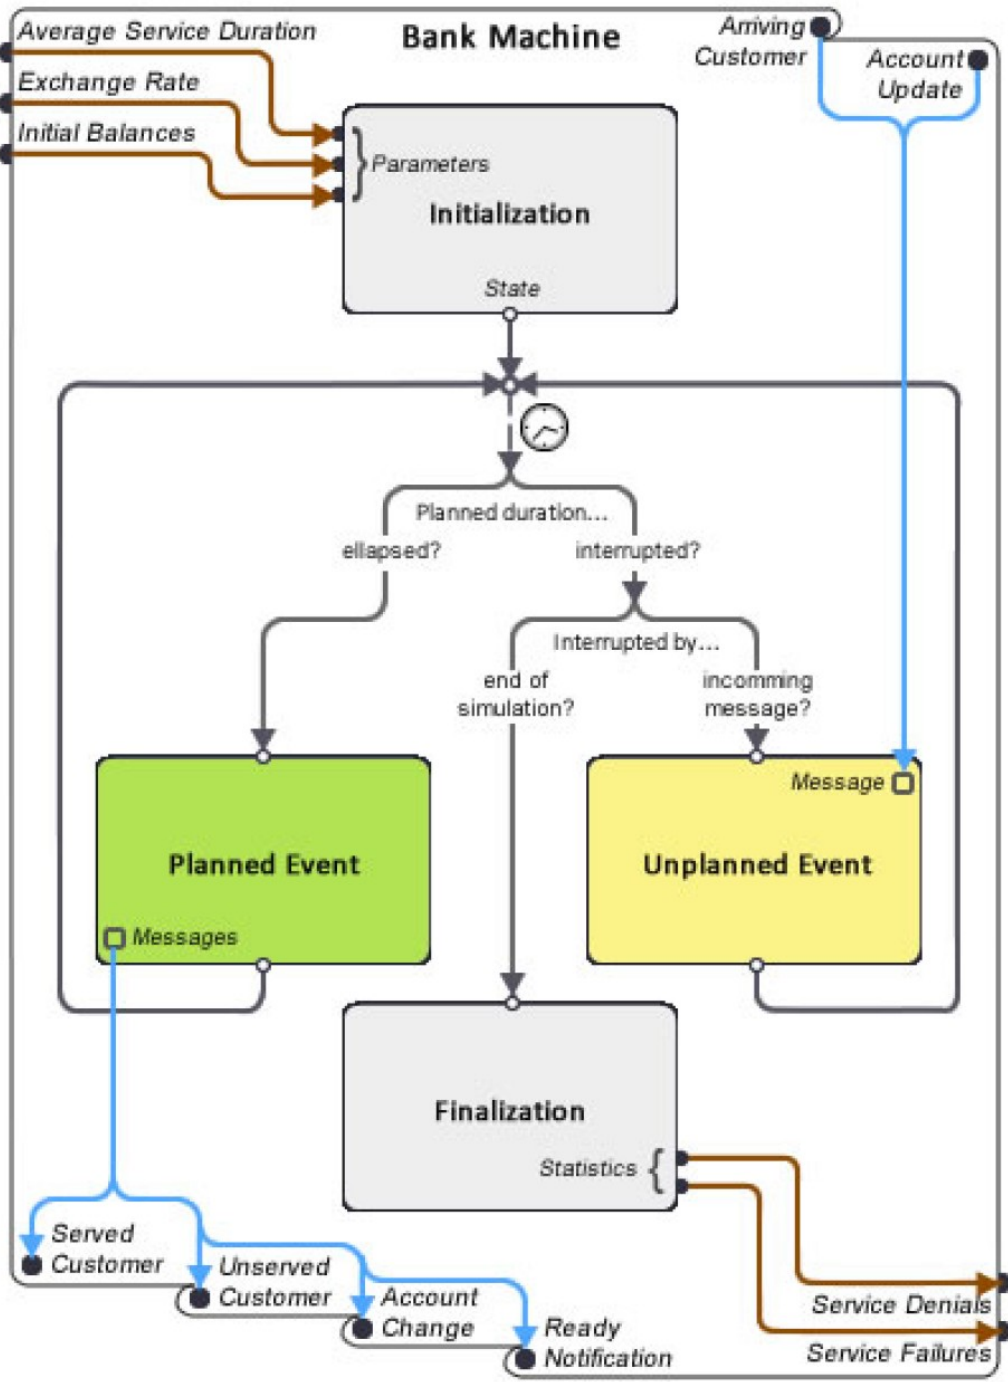 Average Service Duration
Bank Machine
Arriving
Customer
Account
Update
Exchange Rate
Initial Balances
Parameters
Initialization
State
Planned duration...
ellapsed?
interrupted?
Interrupted by...
end of
simulation?
incomming
message?
Message
Planned Event
Unplanned Event
Messages
Finalization
Statistics
Served
Customer
Unserved
Customer
Account
Change
Ready
Notification
Service Denials
Service Failures